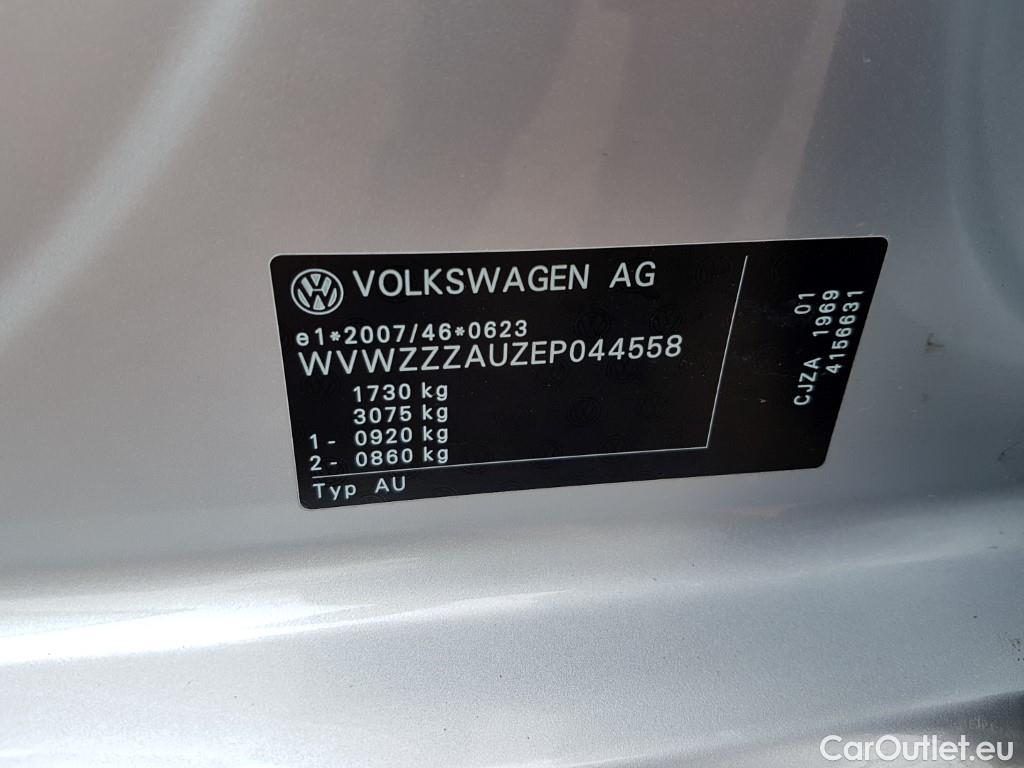 VOLKSWAGEN AG
e1*2007/46*0623
WVWZZZAUZEP044558
1730 kg
3075 kg
1- 0920 kg
2- 0860 kg
Typ AU
01
CJZA 1969
4156631
CarOutlet.eu